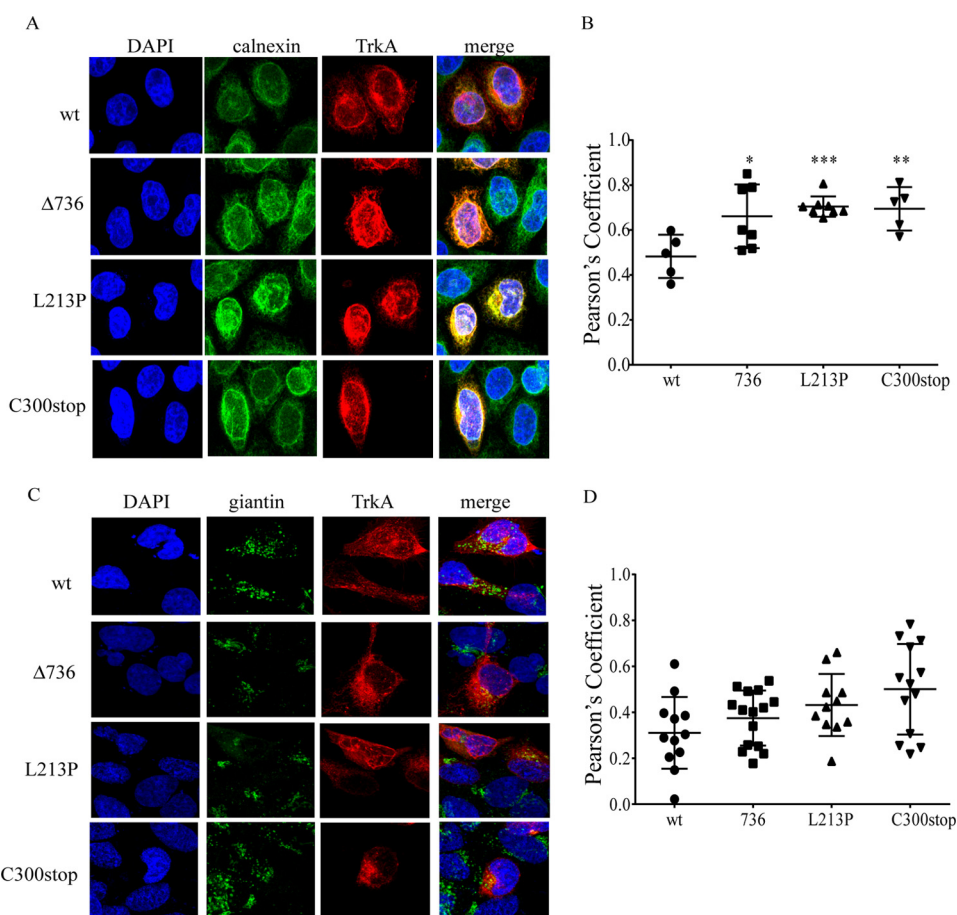 A
DAPI calnexin TrkA merge
wt
Δ736
L213P
C300stop
B
* *** **
Pearson's Coefficient
1.0
0.8
0.6
0.4
0.2
0.0
wt 736 L213P C300stop
C
DAPI giantin TrkA merge
wt
Δ736
L213P
C300stop
D
Pearson's Coefficient
1.0
0.8
0.6
0.4
0.2
0.0
wt 736 L213P C300stop